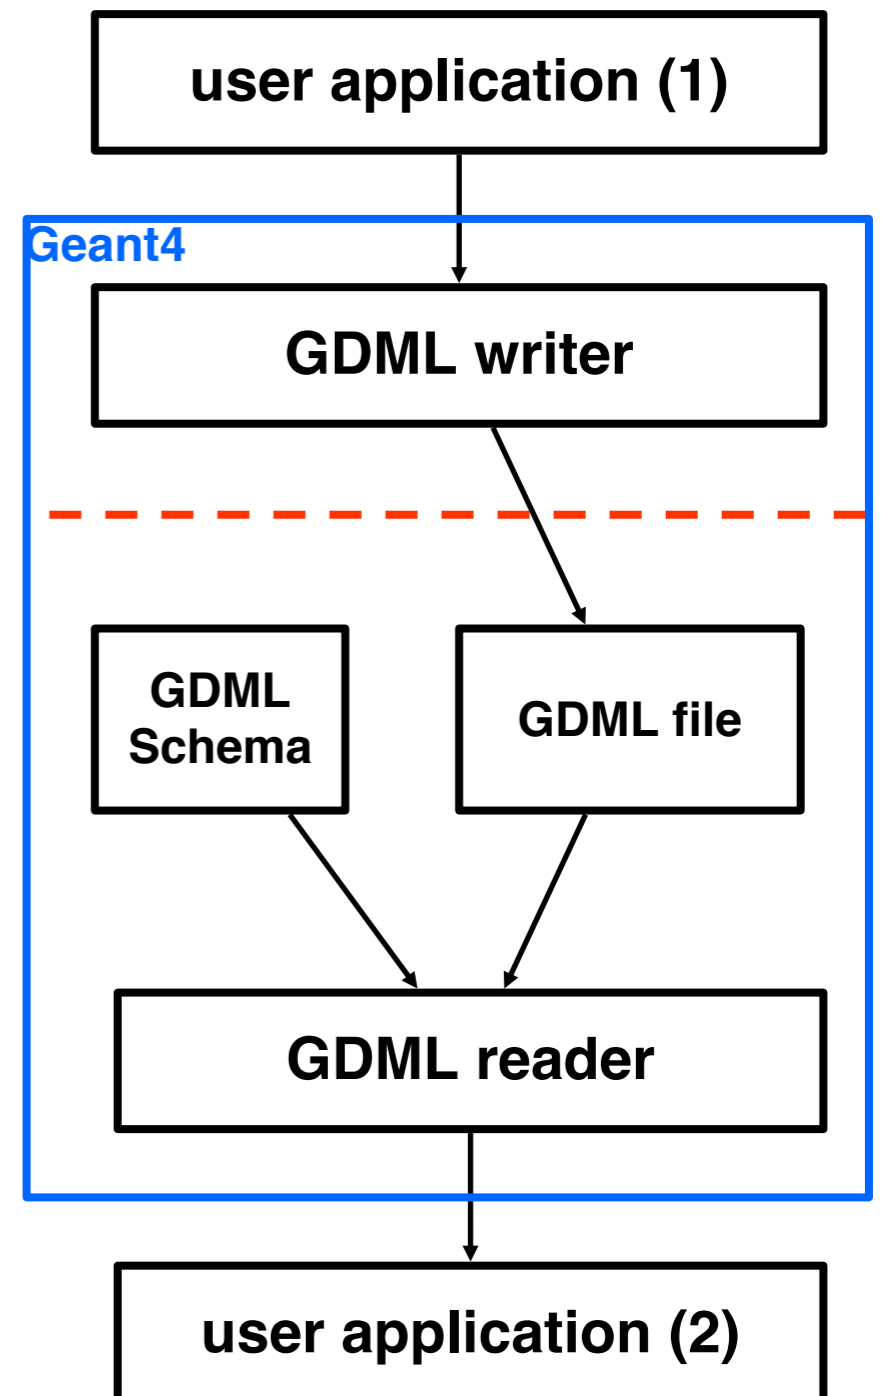 user application (1)
Geant4
GDML writer
GDML
Schema
GDML file
GDML reader
user application (2)